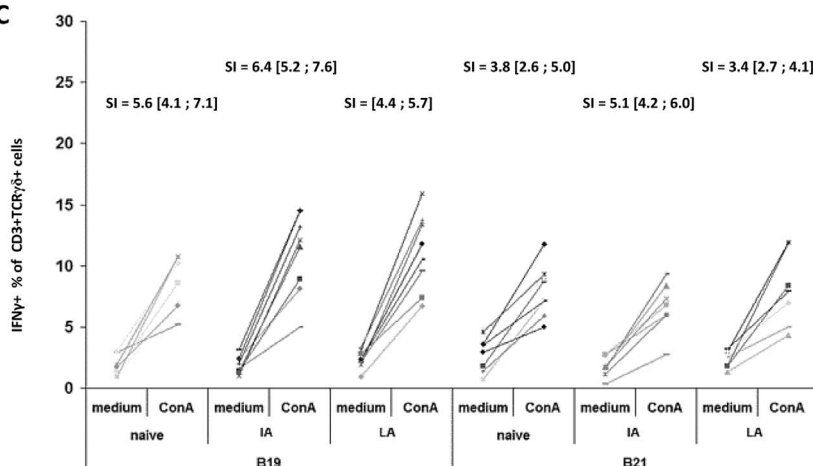 C
30
SI = 6.4 [5.2 ; 7.6]
SI = 3.8 [2.6 ; 5.0]
SI = 3.4 [2.7 ; 4.1]
25
SI = 5.6 [4.1 ; 7.1]
SI = [4.4 ; 5.7]
SI = 5.1 [4.2 ; 6.0]
20
IFNγ+ % of CD3+TCRγδ+ cells
15
10
5
0
medium ConA medium ConA medium ConA medium ConA medium ConA medium ConA
naive IA LA naive IA LA
B19 B21